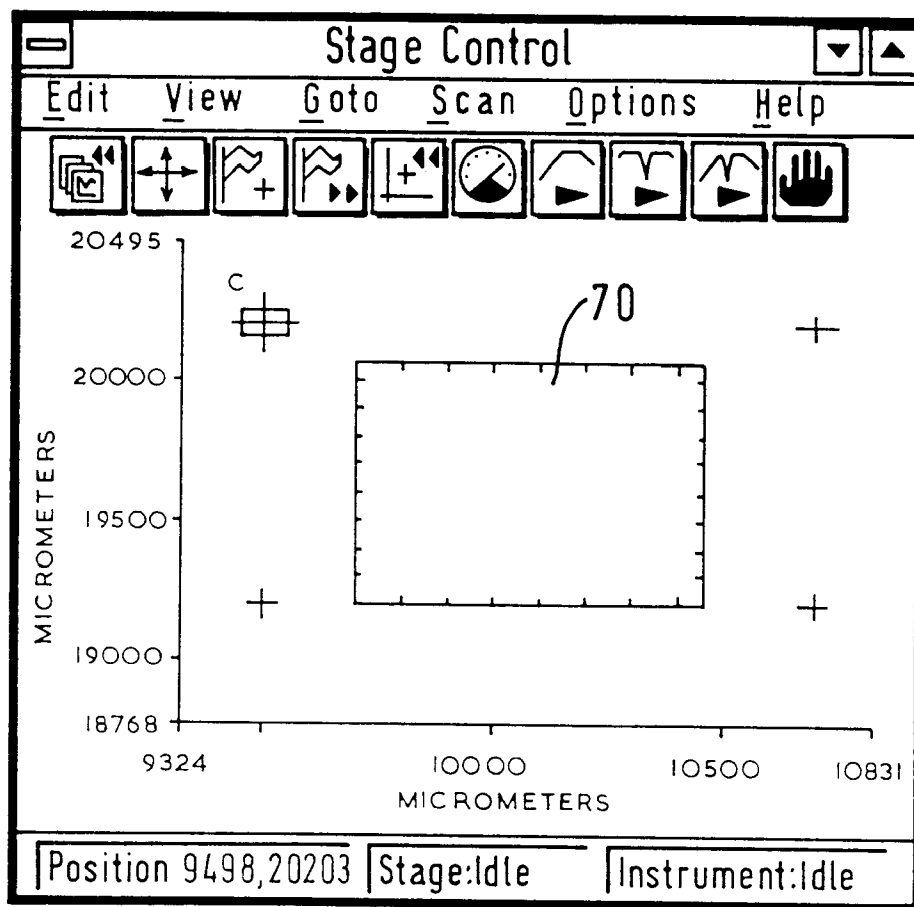 Stage Control
Edit View Goto Scan Options Help
20495
C
70
20000
MICROMETERS
19500
19000
18768
9324 10000 10500 10831
MICROMETERS
Position 9498,20203 Stage:Idle Instrument:Idle